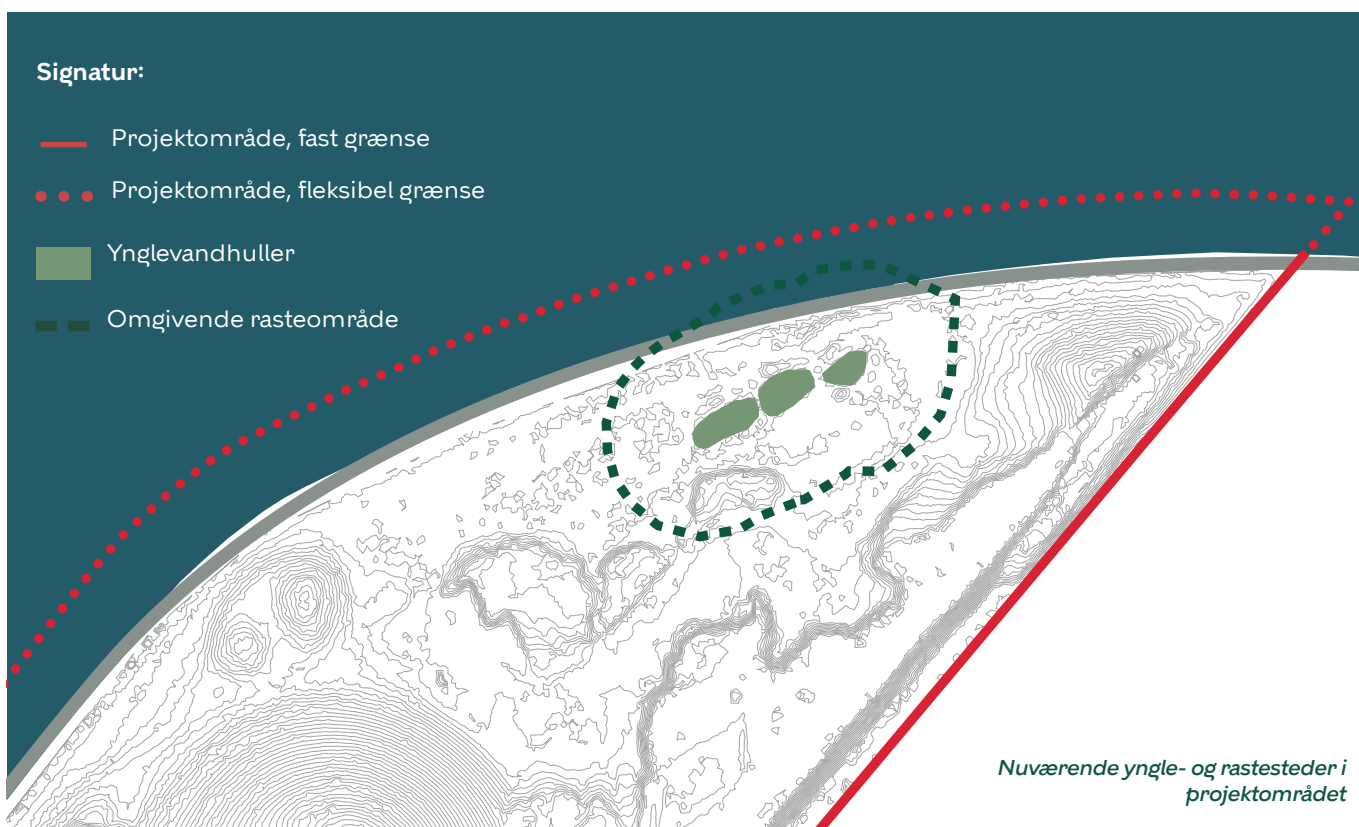 Signatur:
Projektområde, fast grænse
Projektområde, fleksibel grænse
Ynglevandhuller
Omgivende rasteområde
Nuværende yngle- og rastesteder i
projektområdet